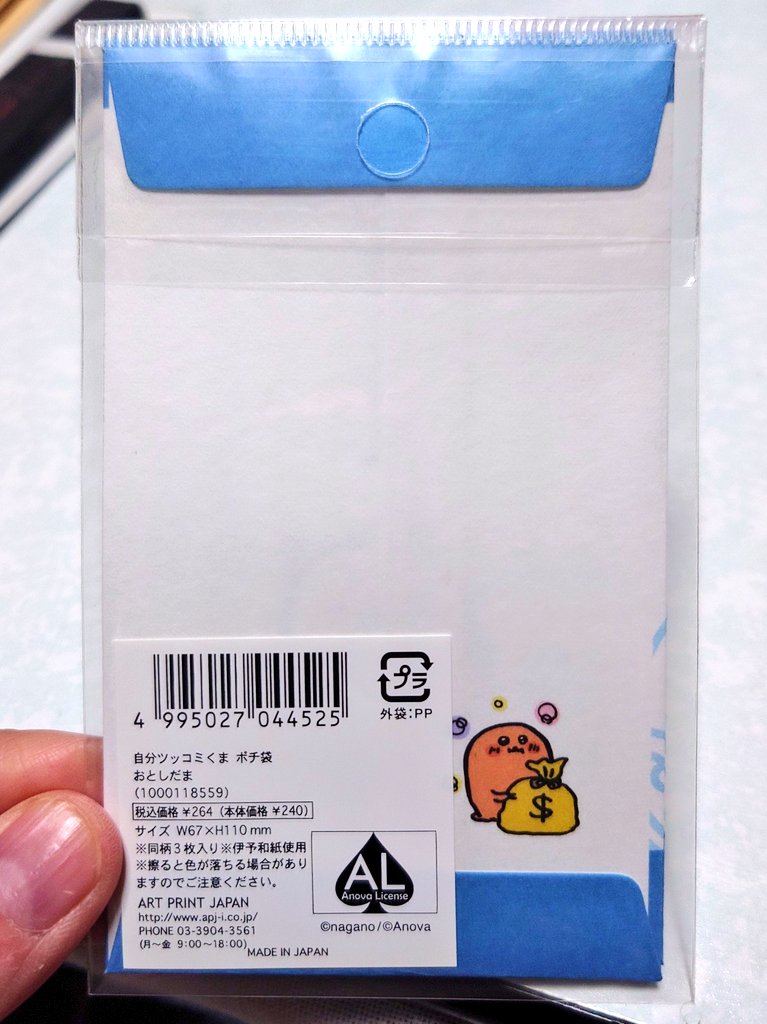 4 995027 044525
プラ
外袋:PP
自分ツッコミくま ポチ袋
おとしだま
(1000118559)
税込価格 ¥264 (本体価格 ¥240)
サイズ W67×H110mm
※同柄3枚入り※伊予和紙使用
※擦ると色が落ちる場合があり
ますのでご注意ください。
ART PRINT JAPAN
http://www.apj-i.co.jp/
PHONE 03-3904-3561
(月～金 9:00～18:00)
MADE IN JAPAN
AL
Anova License
©nagano/©Anova
$